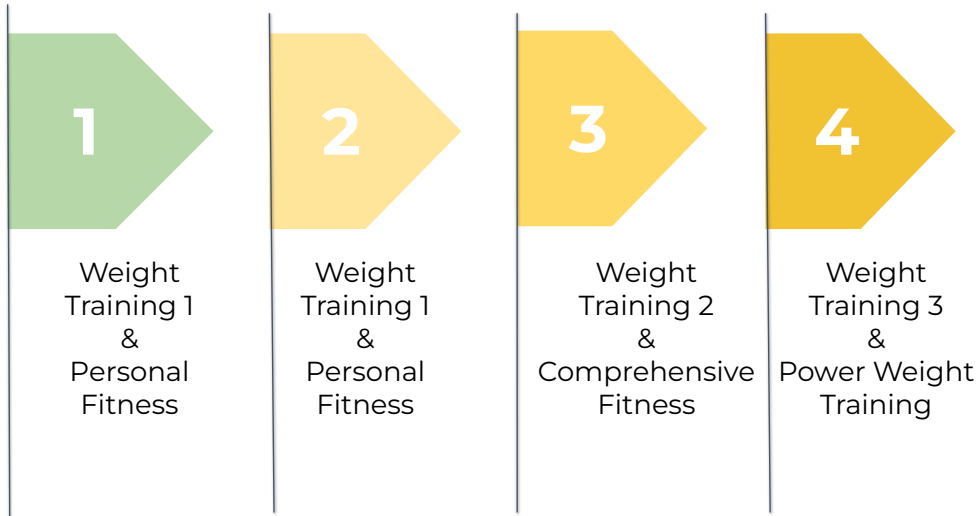 1
Weight
Training 1
&
Personal
Fitness
2
Weight
Training 1
&
Personal
Fitness
3
Weight
Training 2
&
Comprehensive
Fitness
4
Weight
Training 3
&
Power Weight
Training